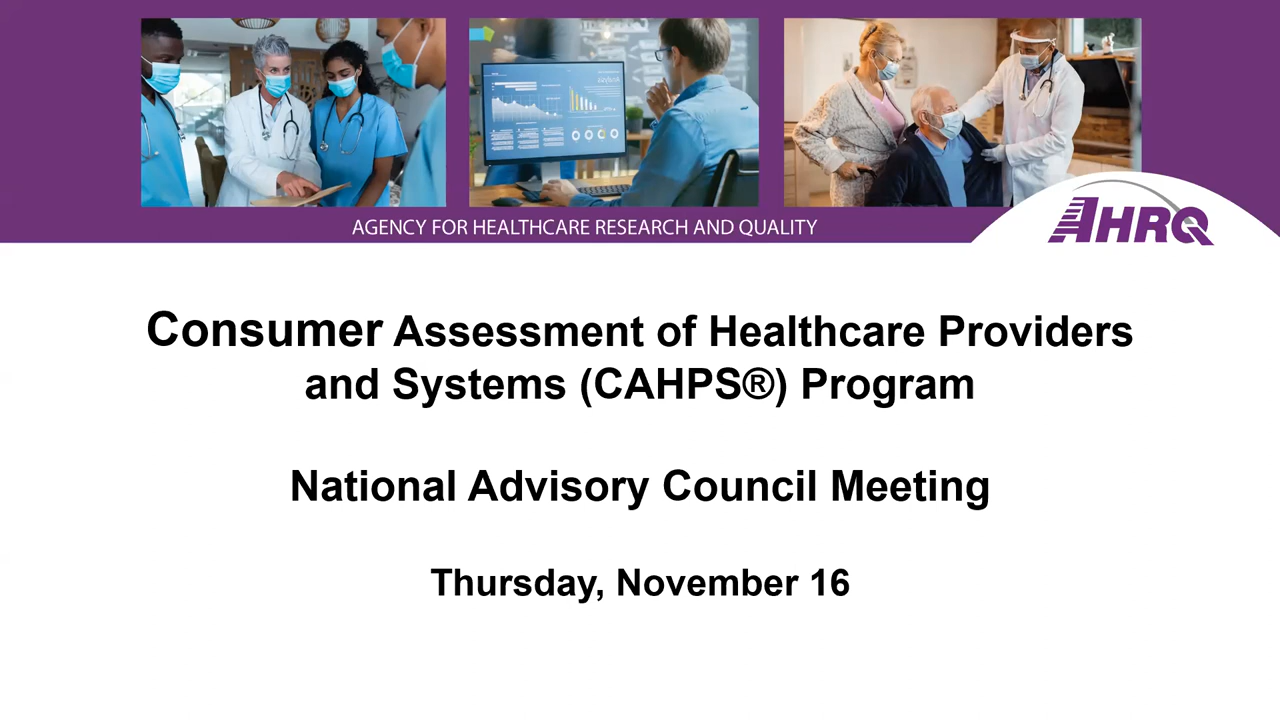 AGENCY FOR HEALTHCARE RESEARCH AND QUALITY
AHRQ
Consumer Assessment of Healthcare Providers
and Systems (CAHPS®) Program
National Advisory Council Meeting
Thursday, November 16